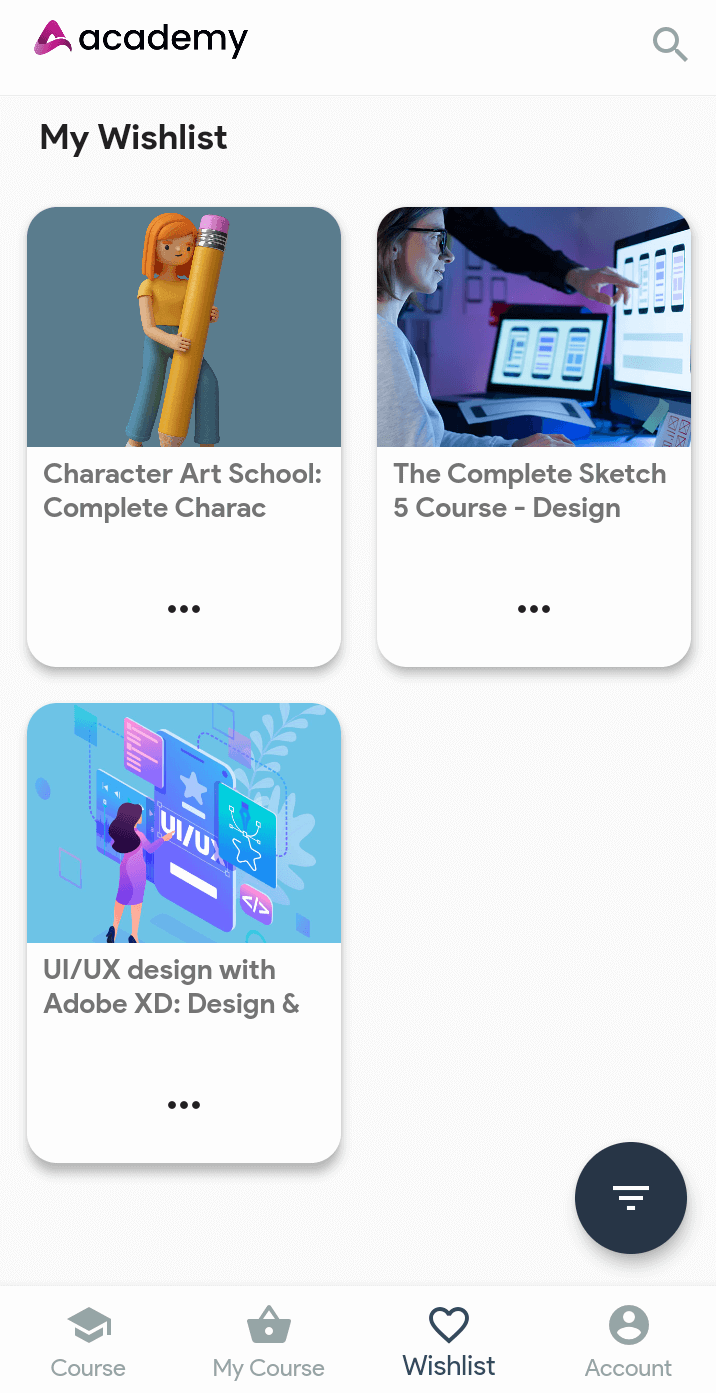 academy
My Wishlist
Character Art School:
Complete Charac
The Complete Sketch
5 Course - Design
UI/UX
</>
UI/UX design with
Adobe XD: Design &
Course
My Course
Wishlist
Account